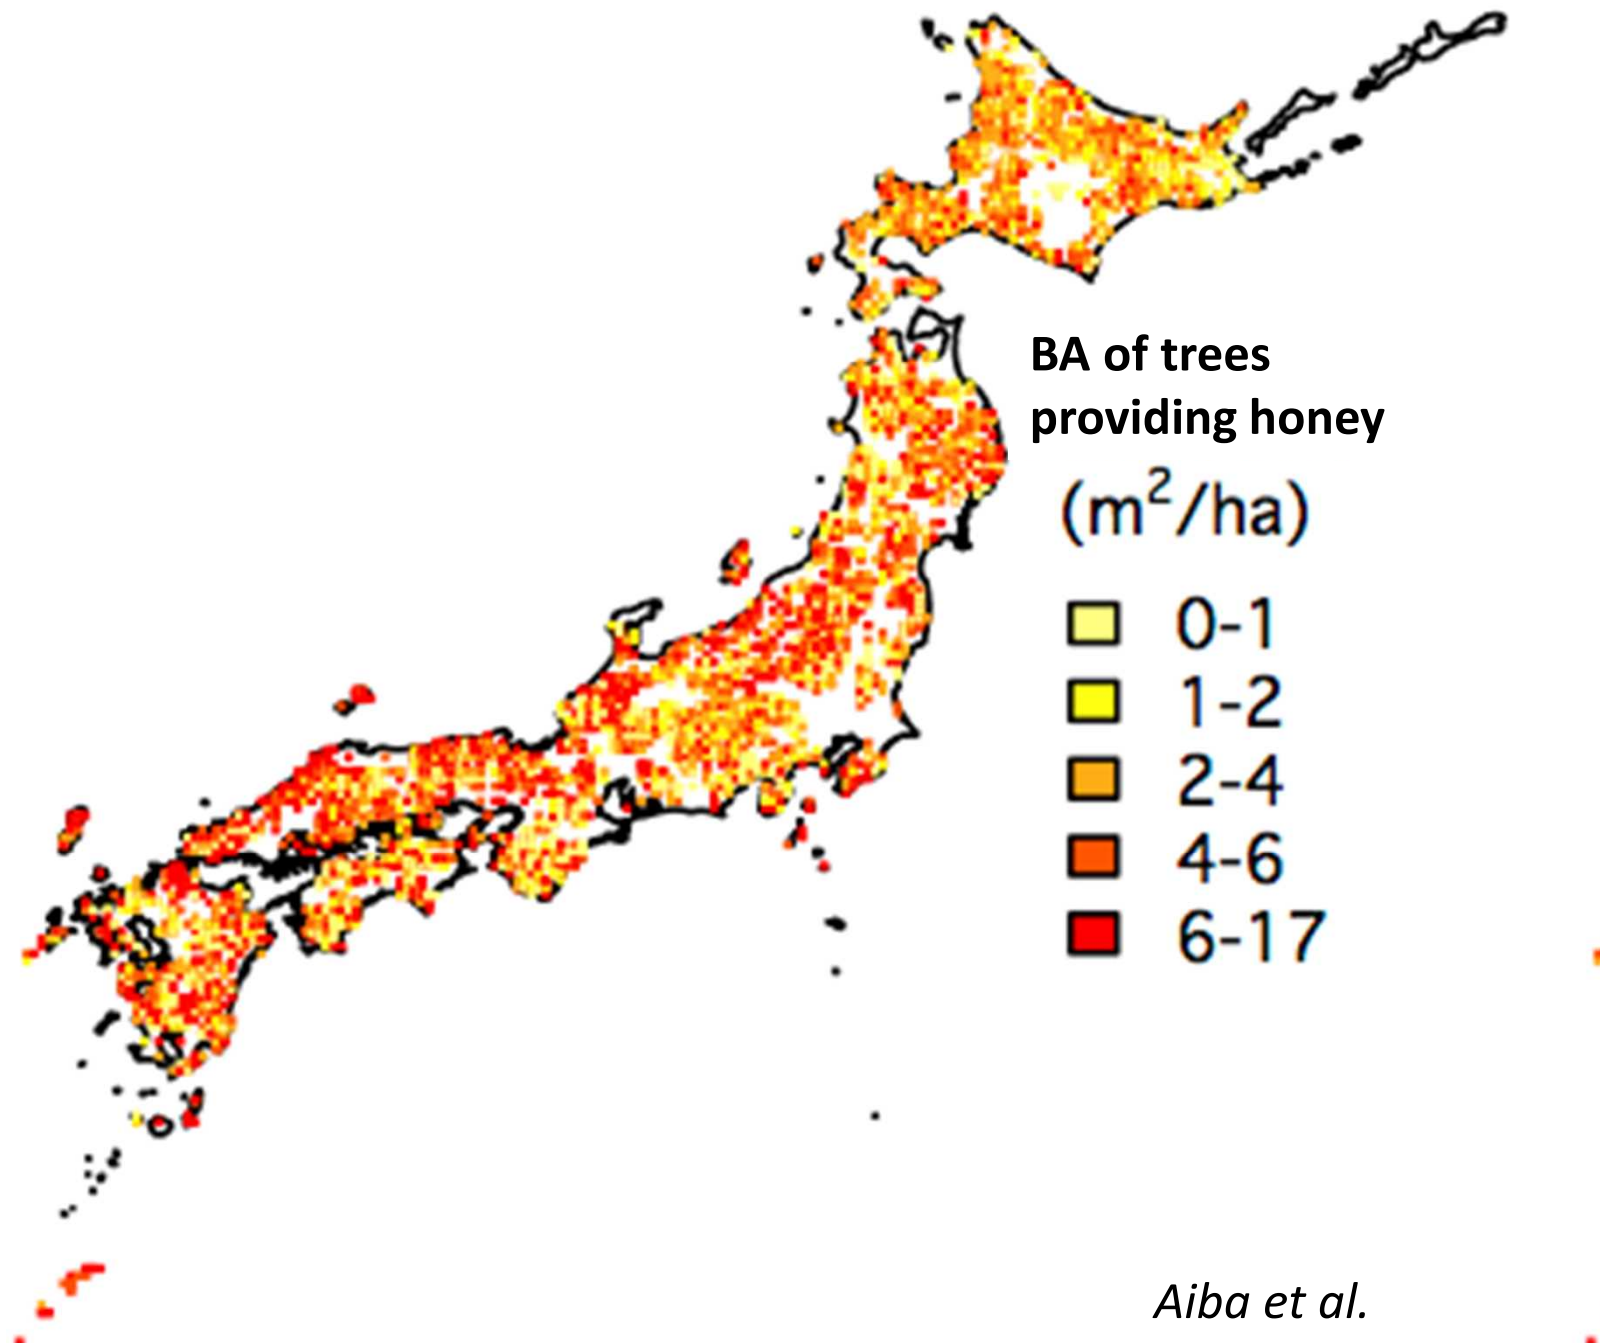 BA of trees
providing honey
(m²/ha)
0-1
1-2
2-4
4-6
6-17
Aiba et al.